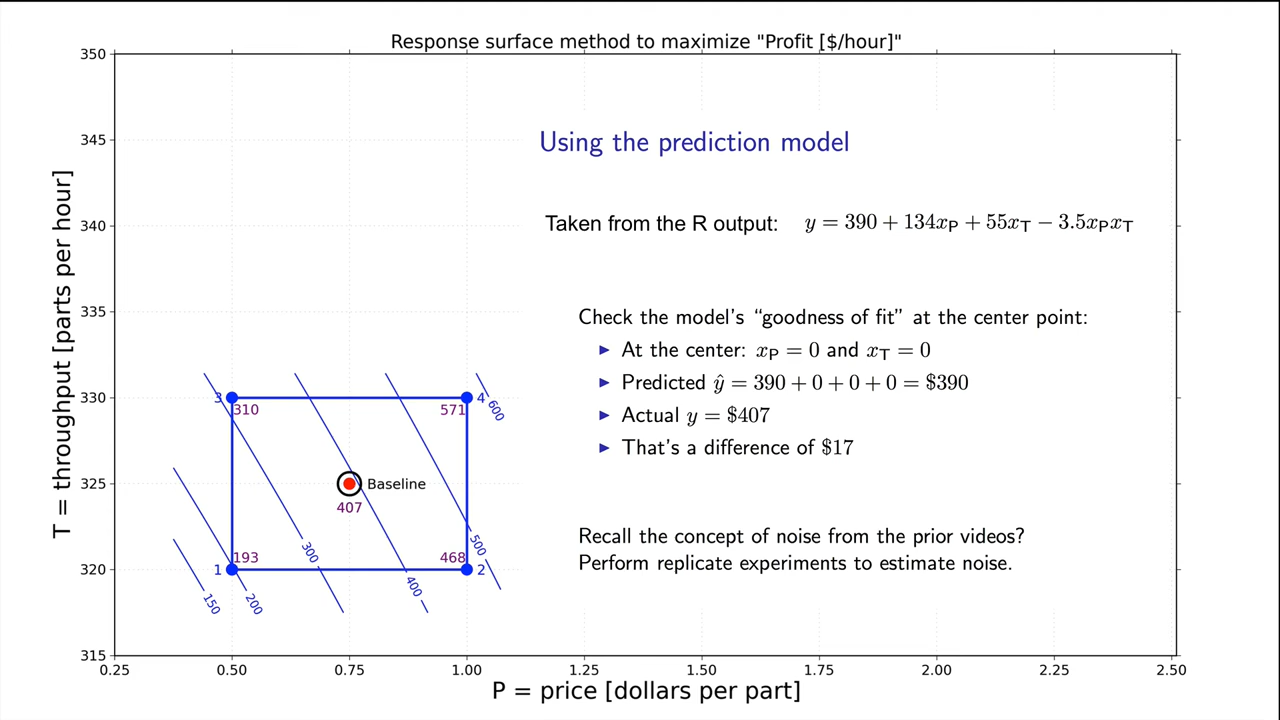 Response surface method to maximize "Profit [$/hour]"
350
345
340
335
330
325
320
315
T = throughput [parts per hour]
Using the prediction model
Taken from the R output: y = 390 + 134x_P + 55x_T − 3.5x_Px_T
Check the model's “goodness of fit” at the center point:
▶ At the center: x_P = 0 and x_T = 0
▶ Predicted ŷ = 390 + 0 + 0 + 0 = $390
▶ Actual y = $407
▶ That's a difference of $17
Recall the concept of noise from the prior videos?
Perform replicate experiments to estimate noise.
3
310
571
4
600
Baseline
407
193
468
1
2
150
200
300
400
500
0.25 0.50 0.75 1.00 1.25 1.50 1.75 2.00 2.25 2.50
P = price [dollars per part]